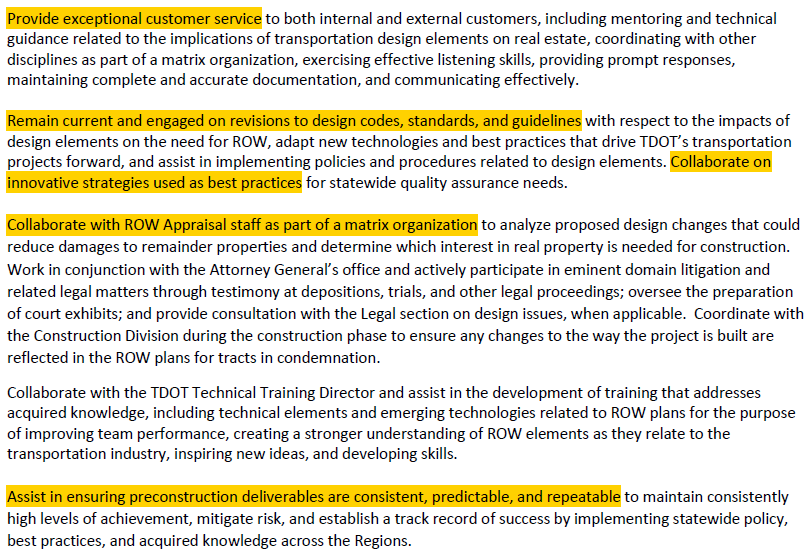 Provide exceptional customer service to both internal and external customers, including mentoring and technical
guidance related to the implications of transportation design elements on real estate, coordinating with other
disciplines as part of a matrix organization, exercising effective listening skills, providing prompt responses,
maintaining complete and accurate documentation, and communicating effectively.
Remain current and engaged on revisions to design codes, standards, and guidelines with respect to the impacts of
design elements on the need for ROW, adapt new technologies and best practices that drive TDOT's transportation
projects forward, and assist in implementing policies and procedures related to design elements. Collaborate on
innovative strategies used as best practices for statewide quality assurance needs.
Collaborate with ROW Appraisal staff as part of a matrix organization to analyze proposed design changes that could
reduce damages to remainder properties and determine which interest in real property is needed for construction.
Work in conjunction with the Attorney General's office and actively participate in eminent domain litigation and
related legal matters through testimony at depositions, trials, and other legal proceedings; oversee the preparation
of court exhibits; and provide consultation with the Legal section on design issues, when applicable. Coordinate with
the Construction Division during the construction phase to ensure any changes to the way the project is built are
reflected in the ROW plans for tracts in condemnation.
Collaborate with the TDOT Technical Training Director and assist in the development of training that addresses
acquired knowledge, including technical elements and emerging technologies related to ROW plans for the purpose
of improving team performance, creating a stronger understanding of ROW elements as they relate to the
transportation industry, inspiring new ideas, and developing skills.
Assist in ensuring preconstruction deliverables are consistent, predictable, and repeatable to maintain consistently
high levels of achievement, mitigate risk, and establish a track record of success by implementing statewide policy,
best practices, and acquired knowledge across the Regions.